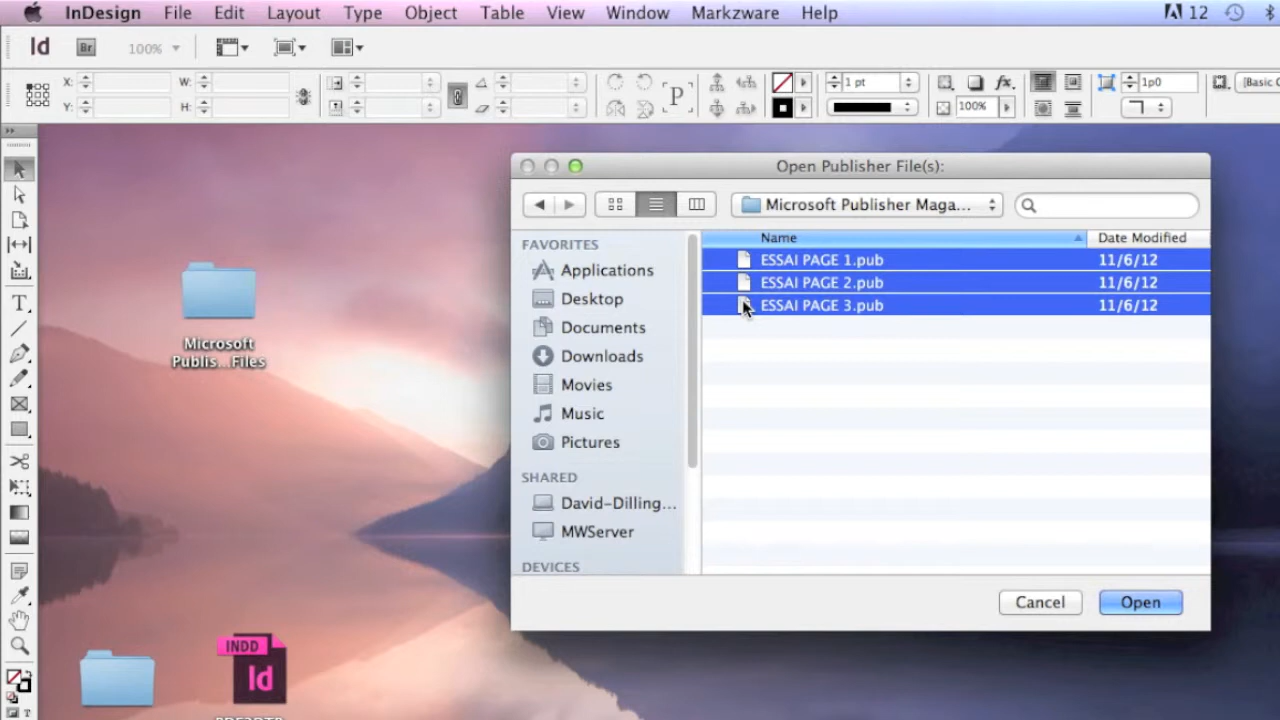 InDesign File Edit Layout Type Object Table View Window Markzware Help 12
Id Br 100%
X: W: 1 pt 1p0
Y: H: P 100% [Basic G
fx.
Open Publisher File(s):
Microsoft Publisher Maga...
FAVORITES
Applications
Desktop
Documents
Downloads
Movies
Music
Pictures
SHARED
David-Dilling...
MWServer
DEVICES
Name Date Modified
ESSAI PAGE 1.pub 11/6/12
ESSAI PAGE 2.pub 11/6/12
ESSAI PAGE 3.pub 11/6/12
Cancel Open
Microsoft
Publis...Files
INDD
Id
T
T